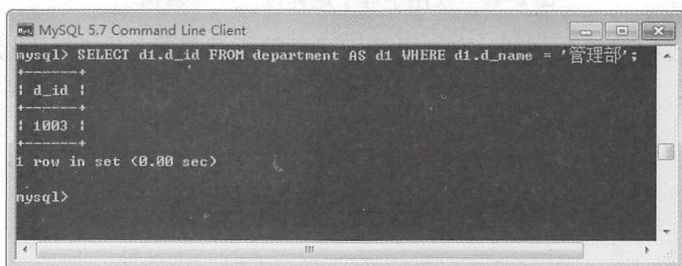 MySQL 5.7 Command Line Client
mysql> SELECT d1.d_id FROM department AS d1 WHERE d1.d_name = '管理部';
+------+
| d_id |
+------+
| 1003 |
+------+
1 row in set (0.00 sec)
mysql>